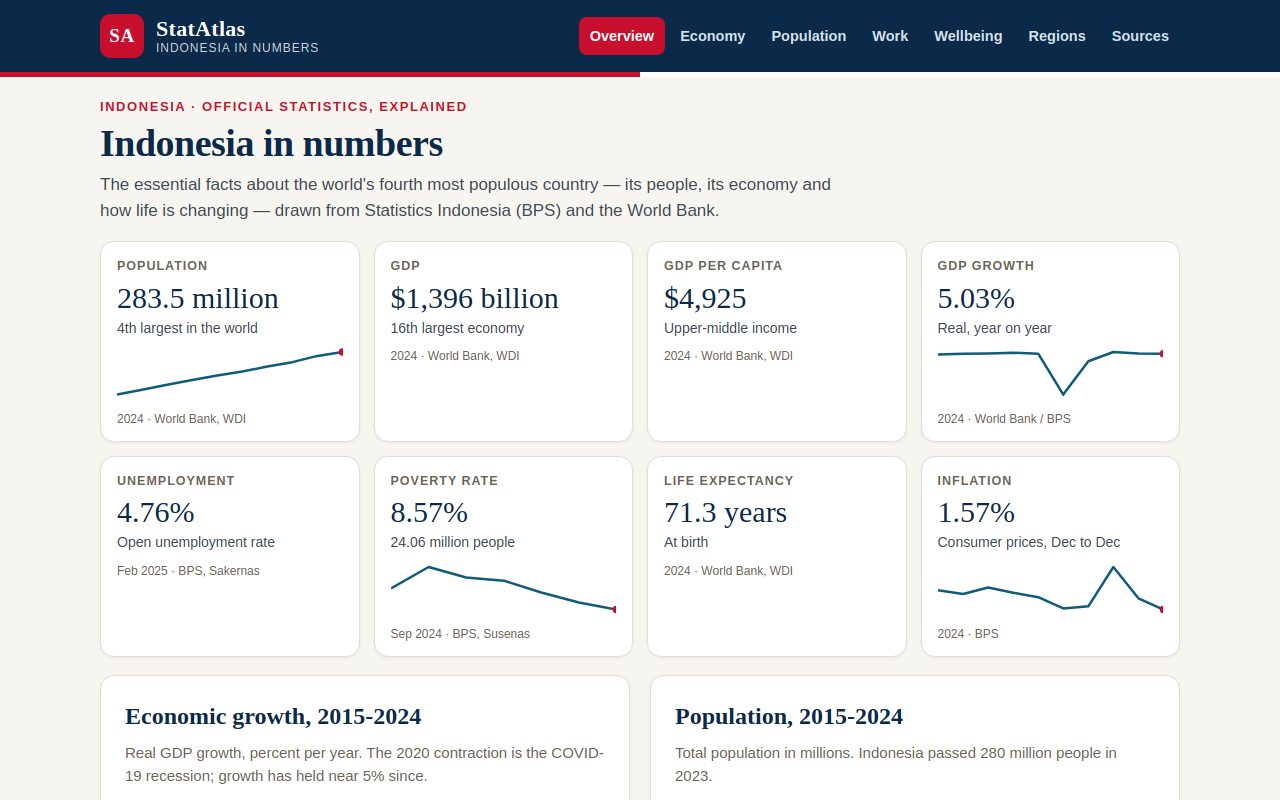 SA
StatAtlas
INDONESIA IN NUMBERS
Overview Economy Population Work Wellbeing Regions Sources
INDONESIA · OFFICIAL STATISTICS, EXPLAINED
Indonesia in numbers
The essential facts about the world's fourth most populous country — its people, its economy and
how life is changing — drawn from Statistics Indonesia (BPS) and the World Bank.
POPULATION
283.5 million
4th largest in the world
2024 · World Bank, WDI
GDP
$1,396 billion
16th largest economy
2024 · World Bank, WDI
GDP PER CAPITA
$4,925
Upper-middle income
2024 · World Bank, WDI
GDP GROWTH
5.03%
Real, year on year
2024 · World Bank / BPS
UNEMPLOYMENT
4.76%
Open unemployment rate
Feb 2025 · BPS, Sakernas
POVERTY RATE
8.57%
24.06 million people
Sep 2024 · BPS, Susenas
LIFE EXPECTANCY
71.3 years
At birth
2024 · World Bank, WDI
INFLATION
1.57%
Consumer prices, Dec to Dec
2024 · BPS
Economic growth, 2015-2024
Real GDP growth, percent per year. The 2020 contraction is the COVID-
19 recession; growth has held near 5% since.
Population, 2015-2024
Total population in millions. Indonesia passed 280 million people in
2023.